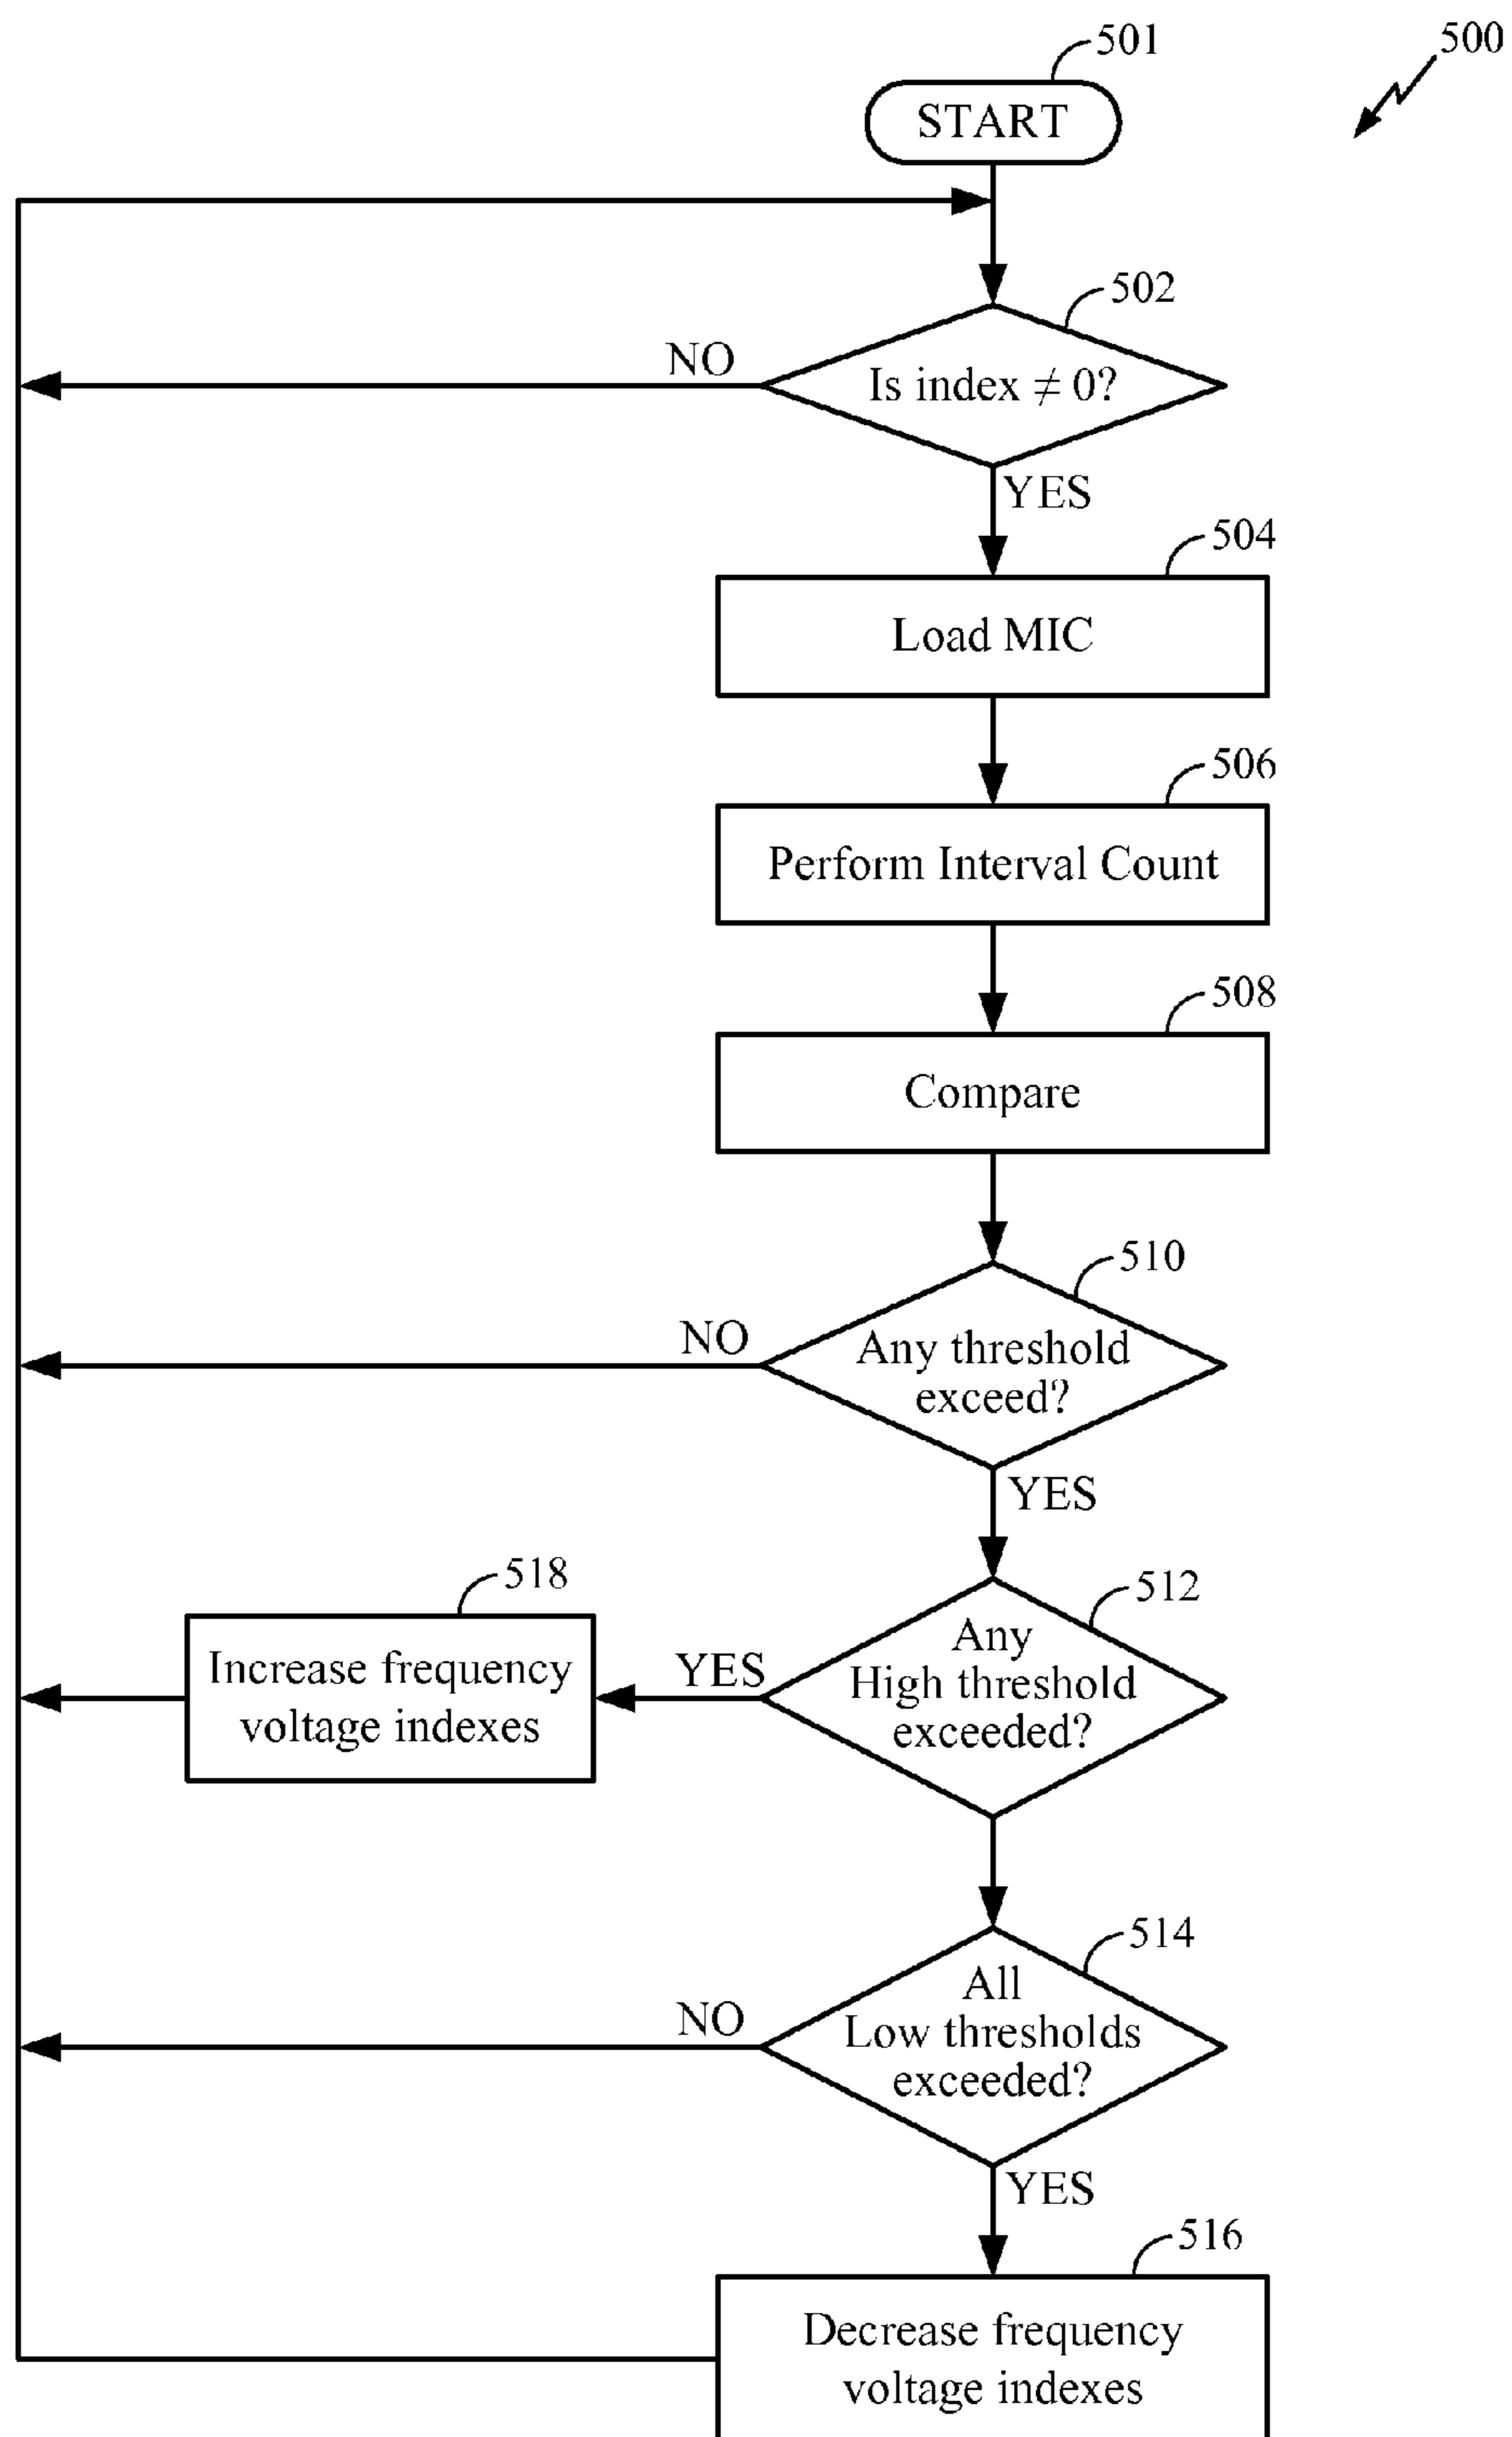 501
500
START
502
NO
Is index ≠ 0?
YES
504
Load MIC
506
Perform Interval Count
508
Compare
510
NO
Any threshold
exceed?
YES
518
512
Increase frequency
voltage indexes
YES
Any
High threshold
exceeded?
514
NO
All
Low thresholds
exceeded?
YES
516
Decrease frequency
voltage indexes